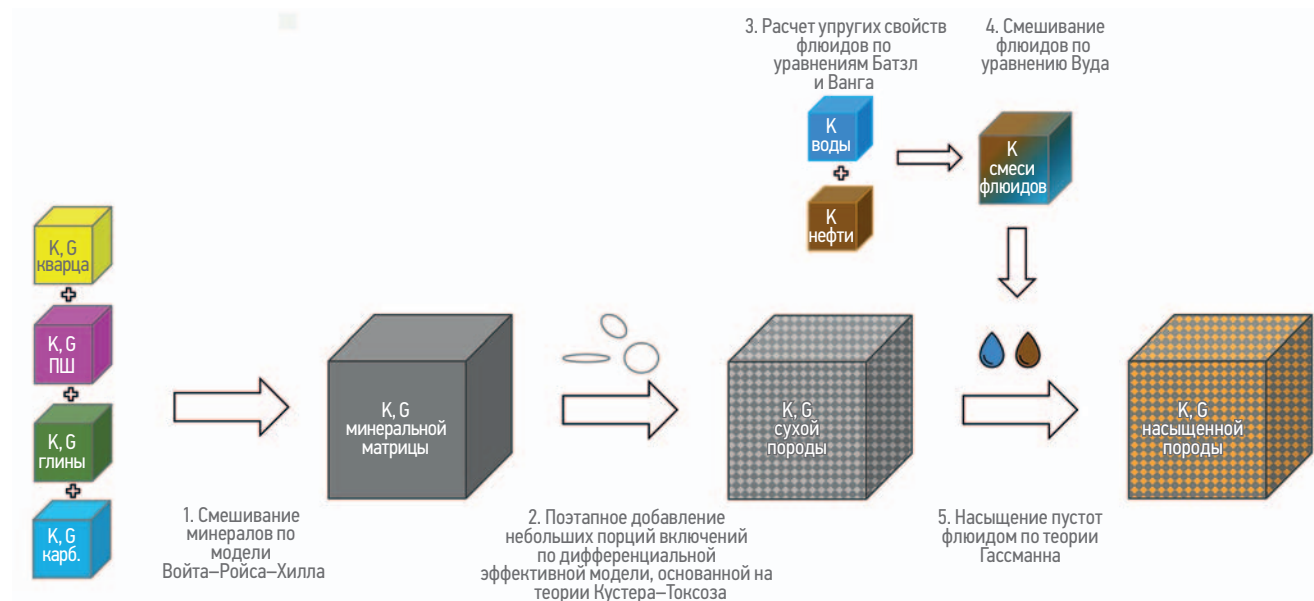 3. Расчет упругих свойств
флюидов по
уравнениям Батзл
и Ванга
4. Смешивание
флюидов по
уравнению Вуда
K
воды
+
K
нефти
K
смеси
флюидов
K, G
кварца
+
K, G
ПШ
+
K, G
глины
+
K, G
карб.
K, G
минеральной
матрицы
K, G
сухой
породы
K, G
насыщенной
породы
1. Смешивание
минералов по
модели
Войта–Ройса–Хилла
2. Поэтапное добавление
небольших порций включений
по дифференциальной
эффективной модели, основанной на
теории Кустера–Токсоза
5. Насыщение пустот
флюидом по теории
Гассманна